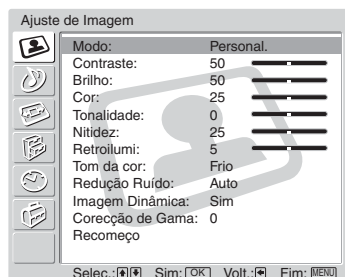 Ajuste de Imagem
Modo: Personal.
Contraste: 50
Brilho: 50
Cor: 25
Tonalidade: 0
Nitidez: 25
Retroilumi: 5
Tom da cor: Frio
Redução Ruído: Auto
Imagem Dinâmica: Sim
Corecção de Gama: 0
Recomeço
Selec.: Sim: OK Volt.: Fim: MENU